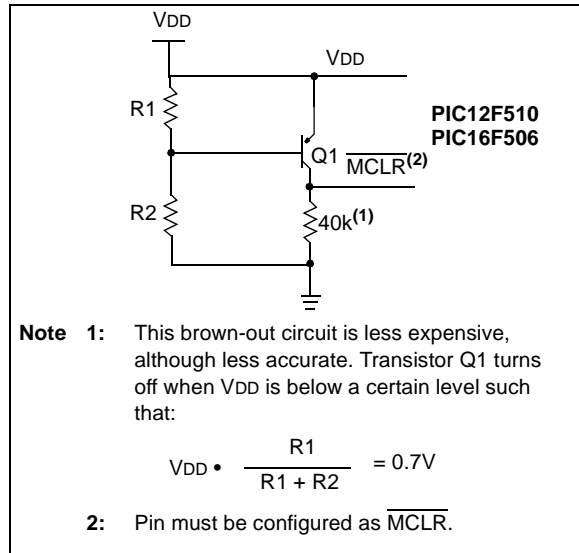 VDD
VDD
R1
PIC12F510
PIC16F506
Q1 MCLR(2)
R2
40k(1)
Note 1: This brown-out circuit is less expensive,
although less accurate. Transistor Q1 turns
off when VDD is below a certain level such
that:
VDD • R1 / R1 + R2 = 0.7V
2: Pin must be configured as MCLR.